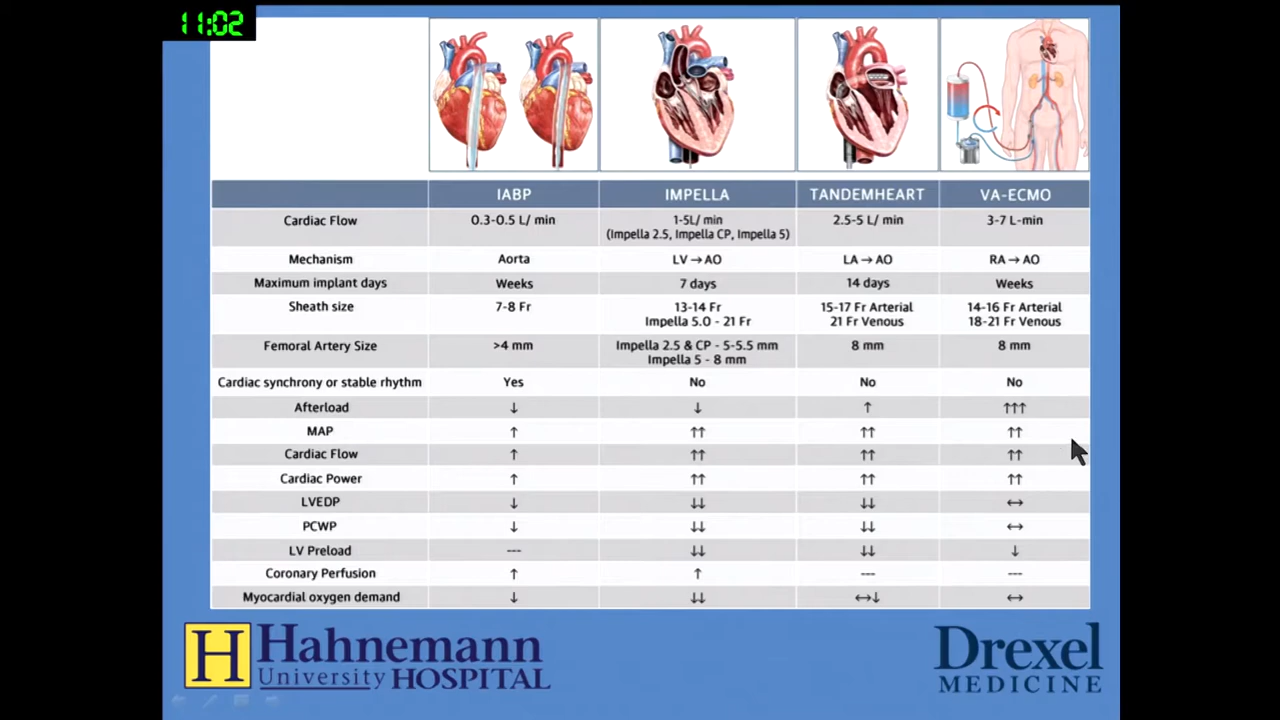 11:02
IABP IMPELLA TANDEMHEART VA-ECMO
Cardiac Flow 0.3-0.5 L/ min 1-5L/ min 2.5-5 L/ min 3-7 L-min
(Impella 2.5, Impella CP, Impella 5)
Mechanism Aorta LV → AO LA → AO RA → AO
Maximum implant days Weeks 7 days 14 days Weeks
Sheath size 7-8 Fr 13-14 Fr 15-17 Fr Arterial 14-16 Fr Arterial
Impella 5.0 - 21 Fr 21 Fr Venous 18-21 Fr Venous
Femoral Artery Size >4 mm Impella 2.5 & CP - 5-5.5 mm 8 mm 8 mm
Impella 5 - 8 mm
Cardiac synchrony or stable rhythm Yes No No No
Afterload ↓ ↓ ↑ ↑↑↑
MAP ↑ ↑↑ ↑↑ ↑↑
Cardiac Flow ↑ ↑↑ ↑↑ ↑↑
Cardiac Power ↑ ↑↑ ↑↑ ↑↑
LVEDP ↓ ↓↓ ↓↓ ↔
PCWP ↓ ↓↓ ↓↓ ↔
LV Preload --- ↓↓ ↓↓ ↓
Coronary Perfusion ↑ ↑ --- ---
Myocardial oxygen demand ↓ ↓↓ ↔↓ ↔
H Hahnemann
University HOSPITAL
Drexel
MEDICINE